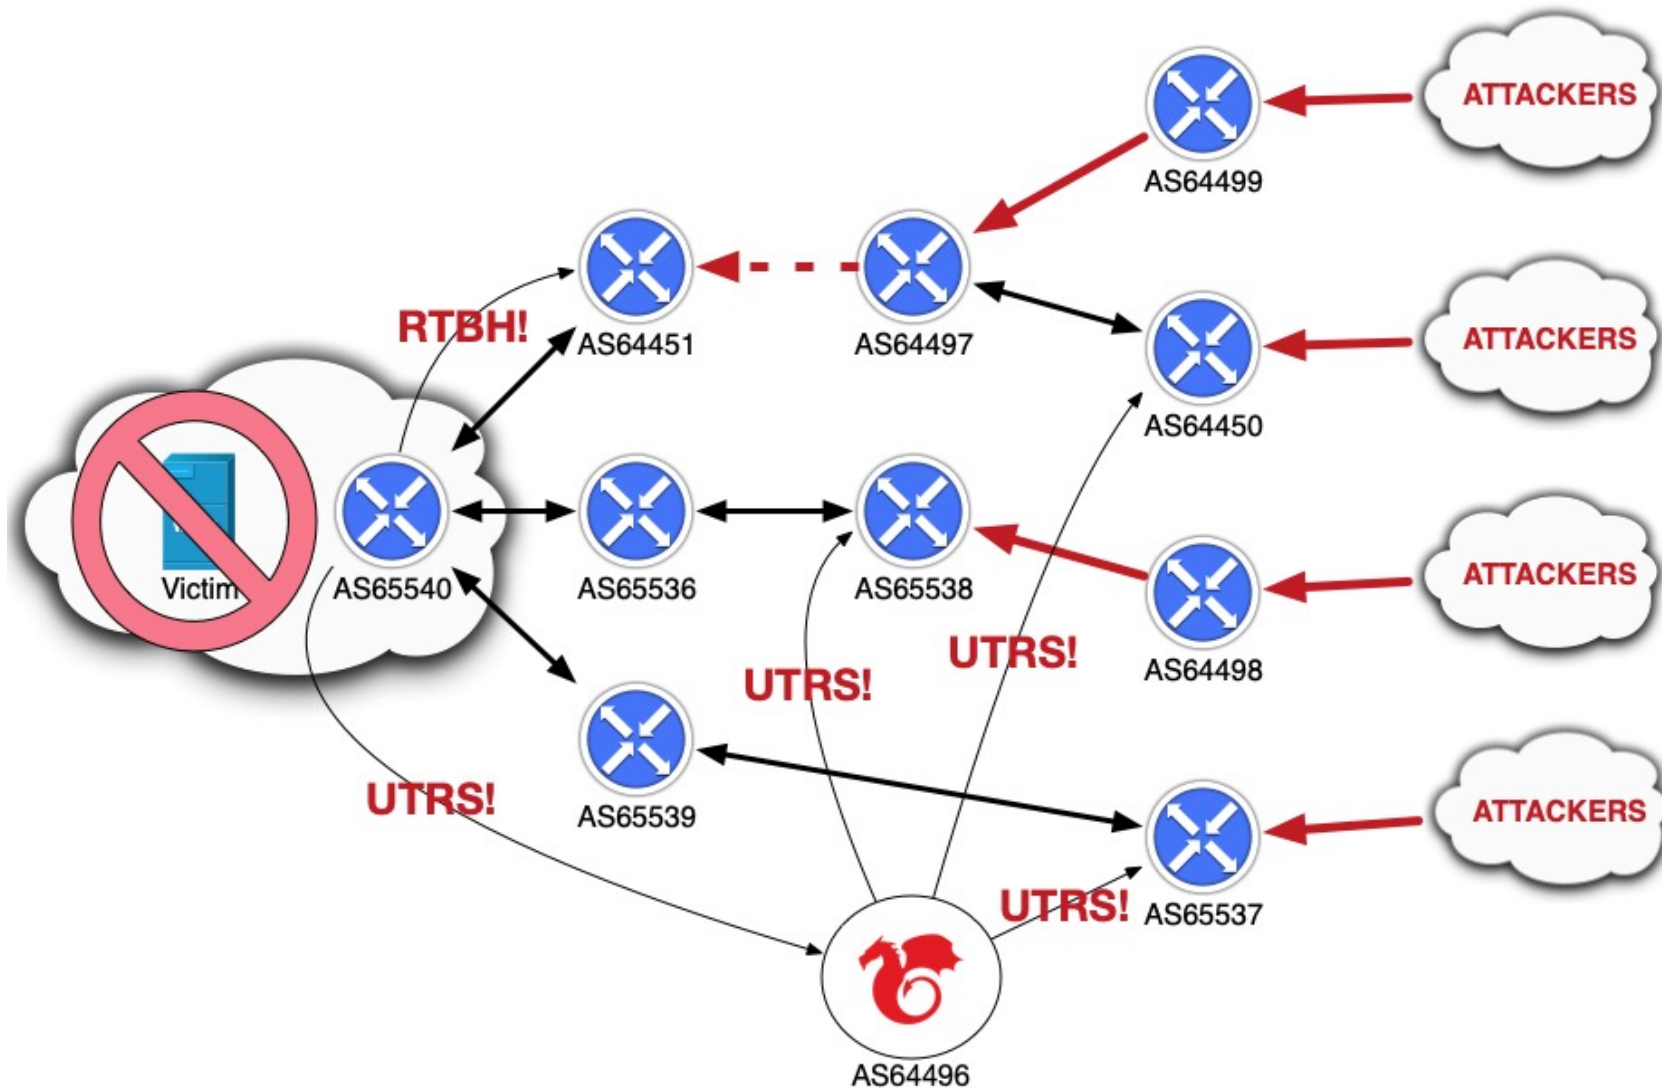 ATTACKERS
AS64499
RTBH!
AS64451
AS64497
ATTACKERS
AS64450
Victim
AS65540
AS65536
AS65538
ATTACKERS
AS64498
UTRS!
UTRS!
UTRS!
AS65539
ATTACKERS
UTRS!
AS65537
AS64496